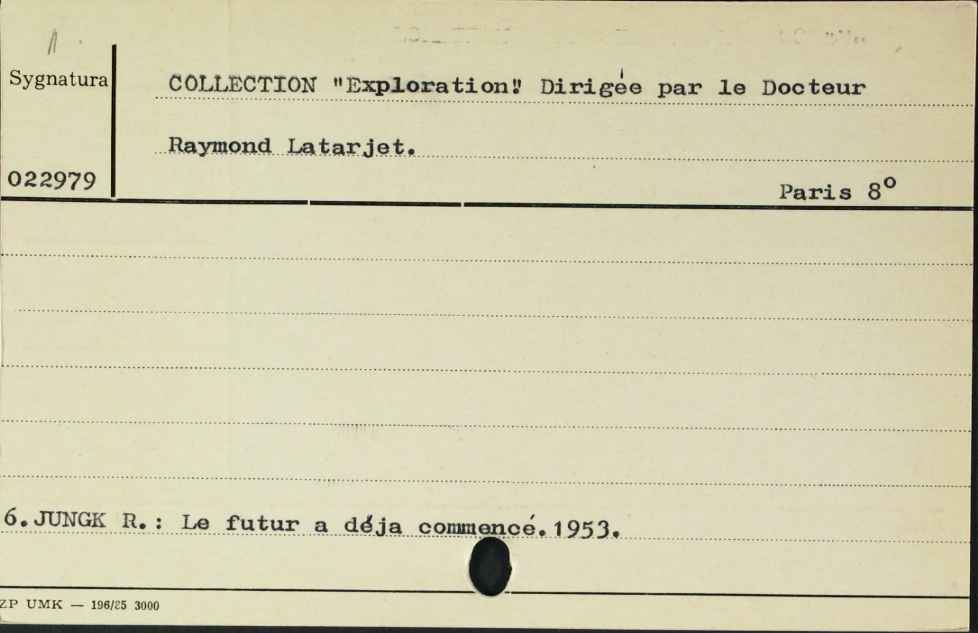 Sygnatura
COLLECTION "Exploration". Dirigée par le Docteur
Raymond Latarjet.
022979
Paris 8º
6. JUNGK R.: Le futur a déja commencé. 1953.
ZP UMK — 196/25 3000